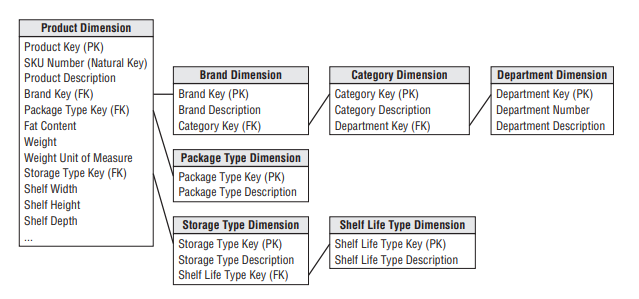 Product Dimension
Product Key (PK)
SKU Number (Natural Key)
Product Description
Brand Key (FK)
Package Type Key (FK)
Fat Content
Weight
Weight Unit of Measure
Storage Type Key (FK)
Shelf Width
Shelf Height
Shelf Depth
...
Brand Dimension
Brand Key (PK)
Brand Description
Category Key (FK)
Category Dimension
Category Key (PK)
Category Description
Department Key (FK)
Department Dimension
Department Key (PK)
Department Number
Department Description
Package Type Dimension
Package Type Key (PK)
Package Type Description
Storage Type Dimension
Storage Type Key (PK)
Storage Type Description
Shelf Life Type Key (FK)
Shelf Life Type Dimension
Shelf Life Type Key (PK)
Shelf Life Type Description